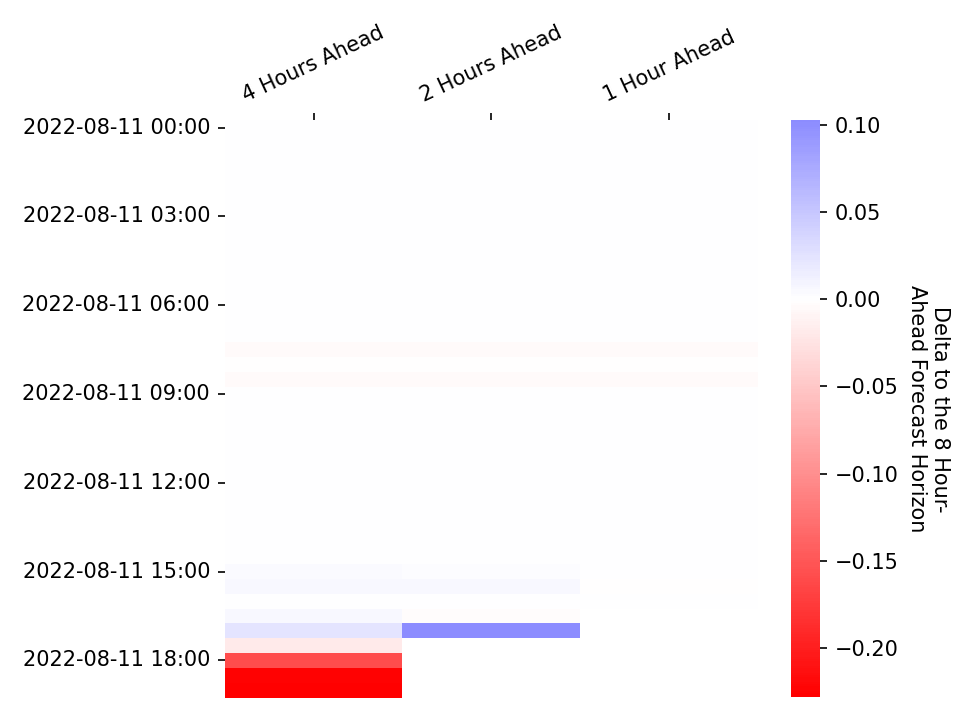 4 Hours Ahead
2 Hours Ahead
1 Hour Ahead
2022-08-11 00:00
2022-08-11 03:00
2022-08-11 06:00
2022-08-11 09:00
2022-08-11 12:00
2022-08-11 15:00
2022-08-11 18:00
0.10
0.05
0.00
−0.05
−0.10
−0.15
−0.20
Delta to the 8 Hour-
Ahead Forecast Horizon